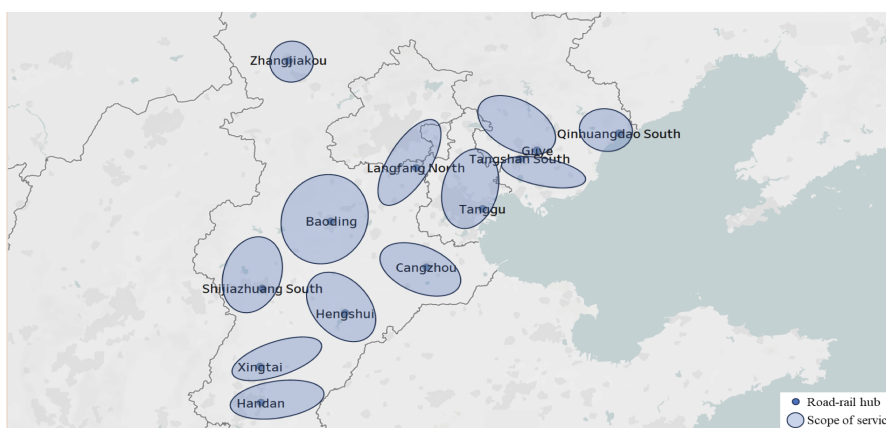 Zhangjiakou
Qinhuangdao South
Guye
Tangshan South
Langfang North
Tanggu
Baoding
Cangzhou
Shijiazhuang South
Hengshui
Xingtai
Handan
Road-rail hub
Scope of servic